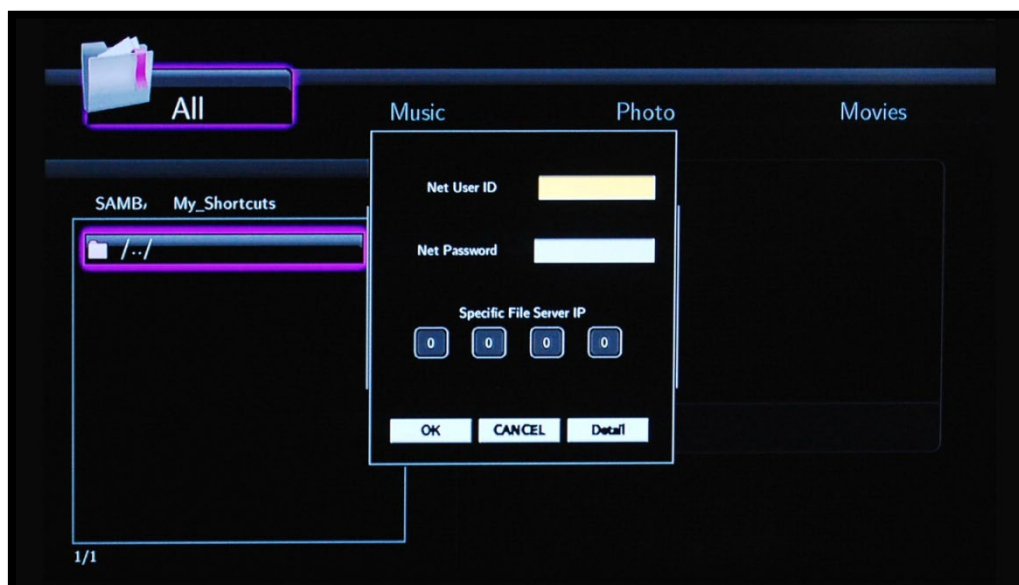 All Music Photo Movies
SAMB, My_Shortcuts
/../
Net User ID
Net Password
Specific File Server IP
0 0 0 0
OK CANCEL Detail
1/1